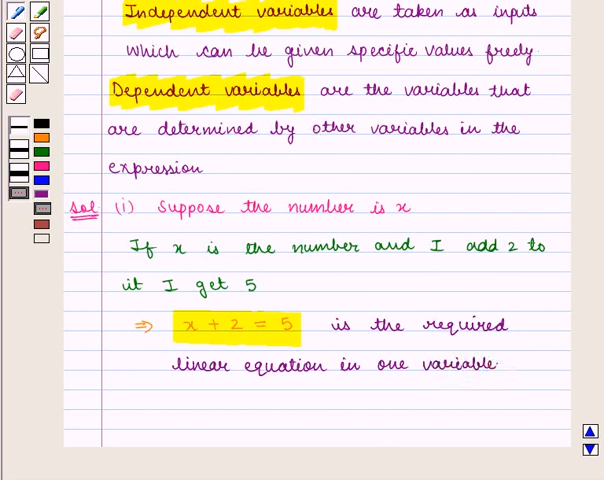 Independent variables are taken as inputs
which can be given specific values freely.
Dependent variables are the variables that
are determined by other variables in the
expression
Sol (i) Suppose the number is x
If x is the number and I add 2 to
it I get 5
⇒ x + 2 = 5 is the required
linear equation in one variable.